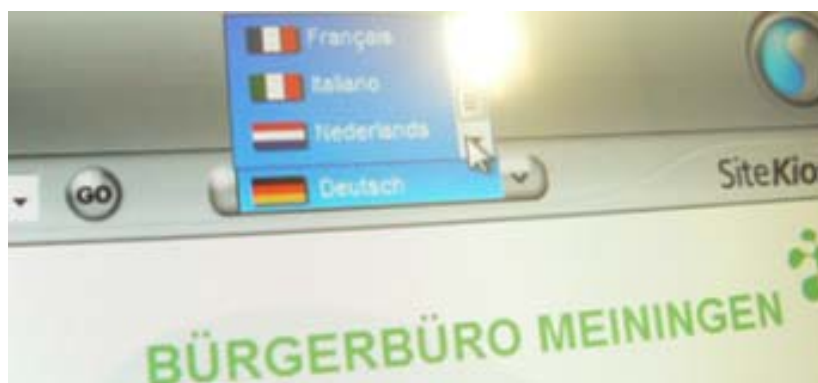 Français
Italiano
Nederlands
Deutsch
GO
SiteKio
BÜRGERBÜRO MEININGEN